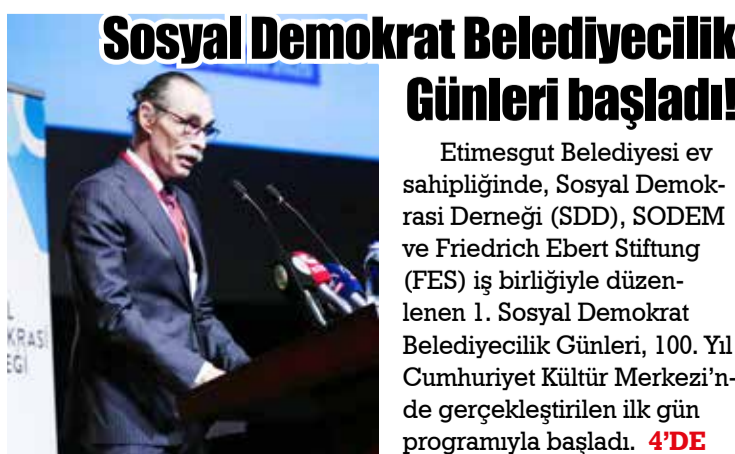 Sosyal Demokrat Belediyecilik
Günleri başladı!
Etimesgut Belediyesi ev
sahipliğinde, Sosyal Demok-
rasi Derneği (SDD), SODEM
ve Friedrich Ebert Stiftung
(FES) iş birliğiyle düzen-
lenen 1. Sosyal Demokrat
Belediyecilik Günleri, 100. Yıl
Cumhuriyet Kültür Merkezi’n-
de gerçekleştirilen ilk gün
programıyla başladı. 4’DE
L
KRASİ
EĞİ